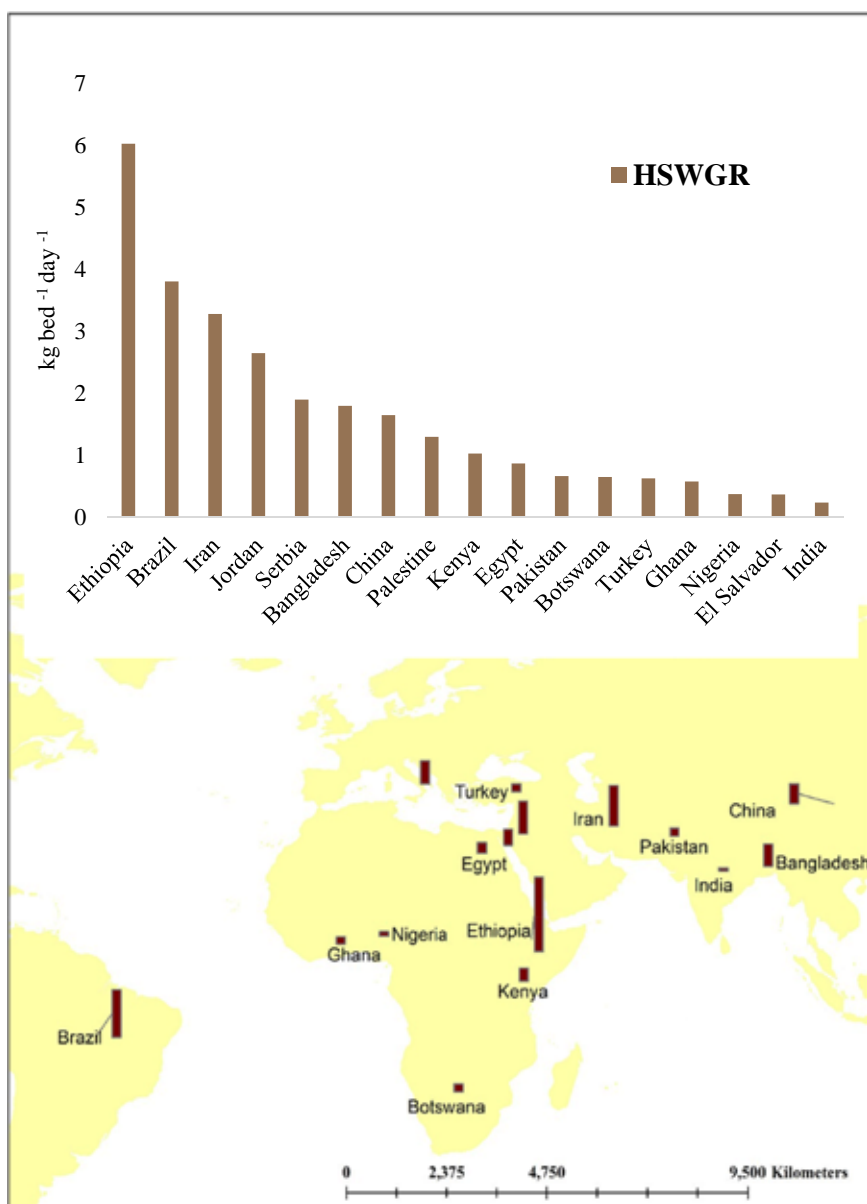 7
6
5
4
3
2
1
0
kg bed -1 day -1
HSWGR
Ethiopia
Brazil
Iran
Jordan
Serbia
Bangladesh
China
Palestine
Kenya
Egypt
Pakistan
Botswana
Turkey
Ghana
Nigeria
El Salvador
India
Turkey
Iran
China
Egypt
Pakistan
Bangladesh
India
Nigeria
Ethiopia
Ghana
Kenya
Brazil
Botswana
0 2,375 4,750 9,500 Kilometers